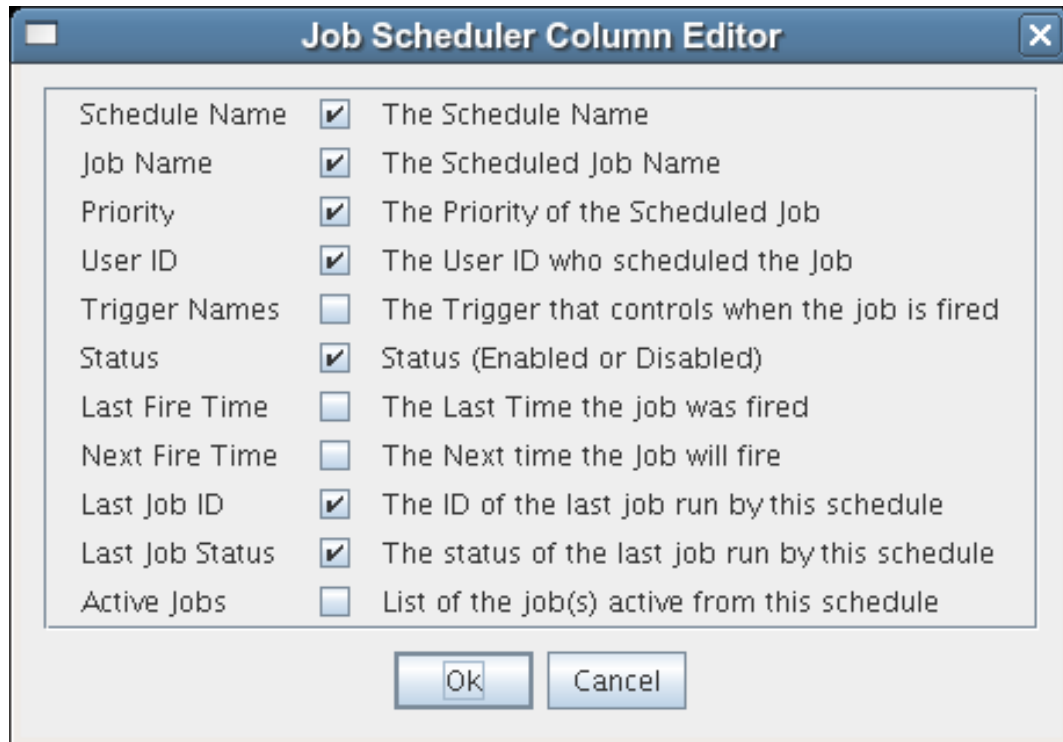 Job Scheduler Column Editor
Schedule Name The Schedule Name
Job Name The Scheduled Job Name
Priority The Priority of the Scheduled Job
User ID The User ID who scheduled the Job
Trigger Names The Trigger that controls when the job is fired
Status Status (Enabled or Disabled)
Last Fire Time The Last Time the job was fired
Next Fire Time The Next time the Job will fire
Last Job ID The ID of the last job run by this schedule
Last Job Status The status of the last job run by this schedule
Active Jobs List of the job(s) active from this schedule
Ok Cancel